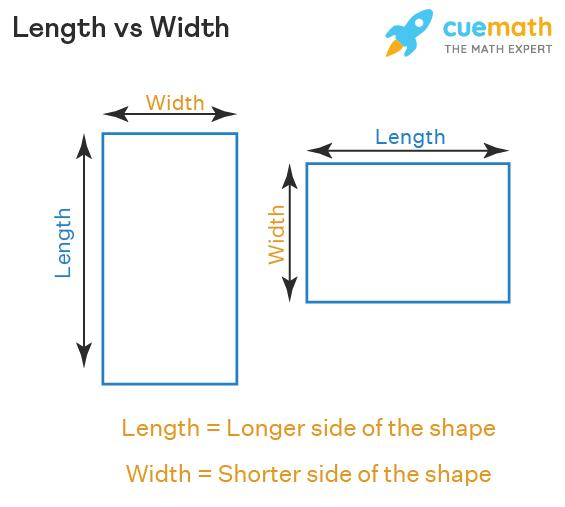 Length vs Width
cuemath
THE MATH EXPERT
Width
Length
Length
Width
Length = Longer side of the shape
Width = Shorter side of the shape